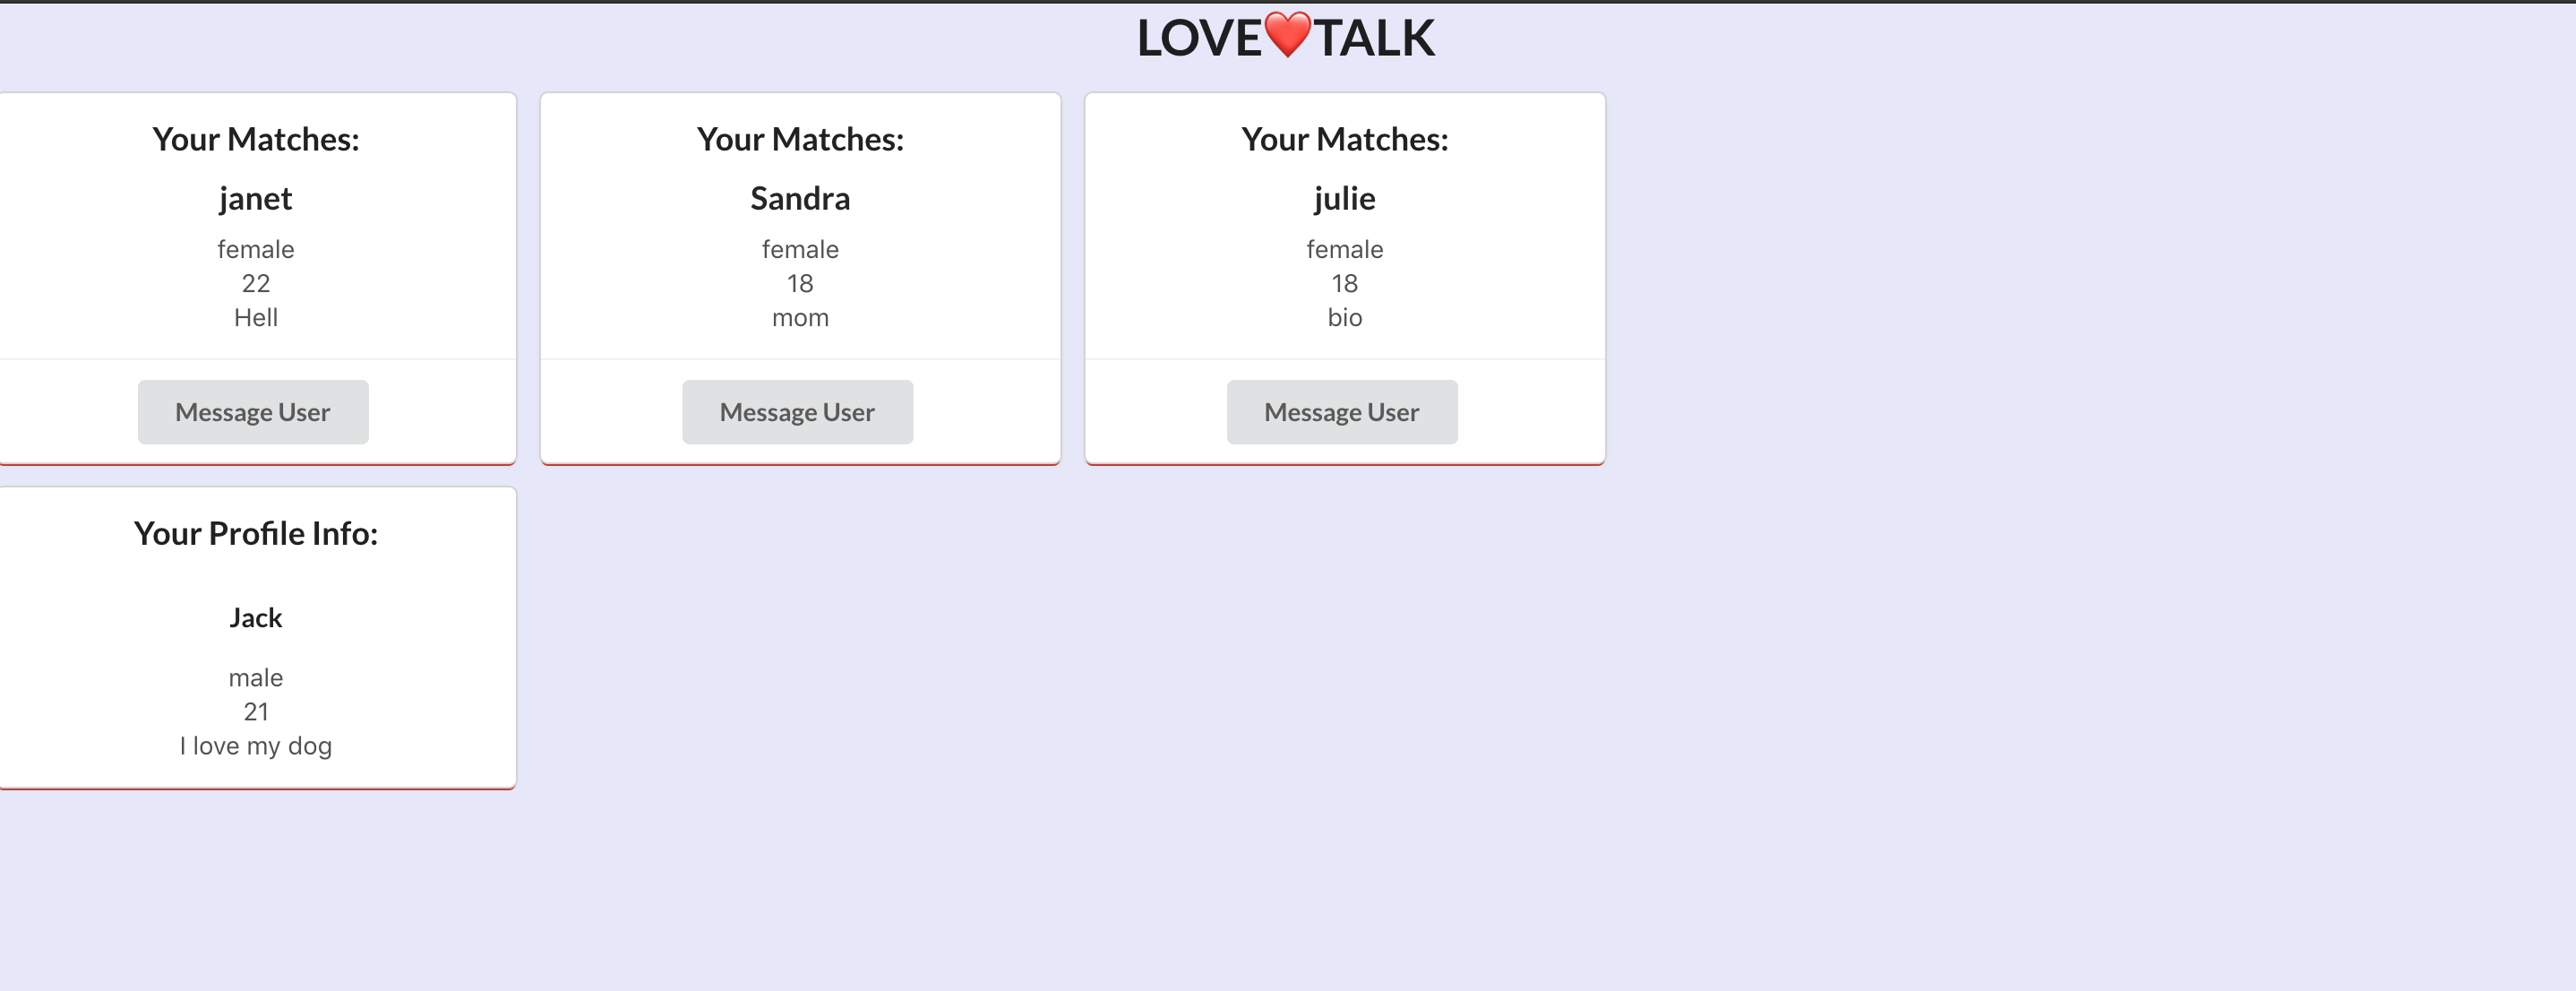 LOVE❤️TALK
Your Matches:
janet
female
22
Hell
Message User
Your Matches:
Sandra
female
18
mom
Message User
Your Matches:
julie
female
18
bio
Message User
Your Profile Info:
Jack
male
21
I love my dog